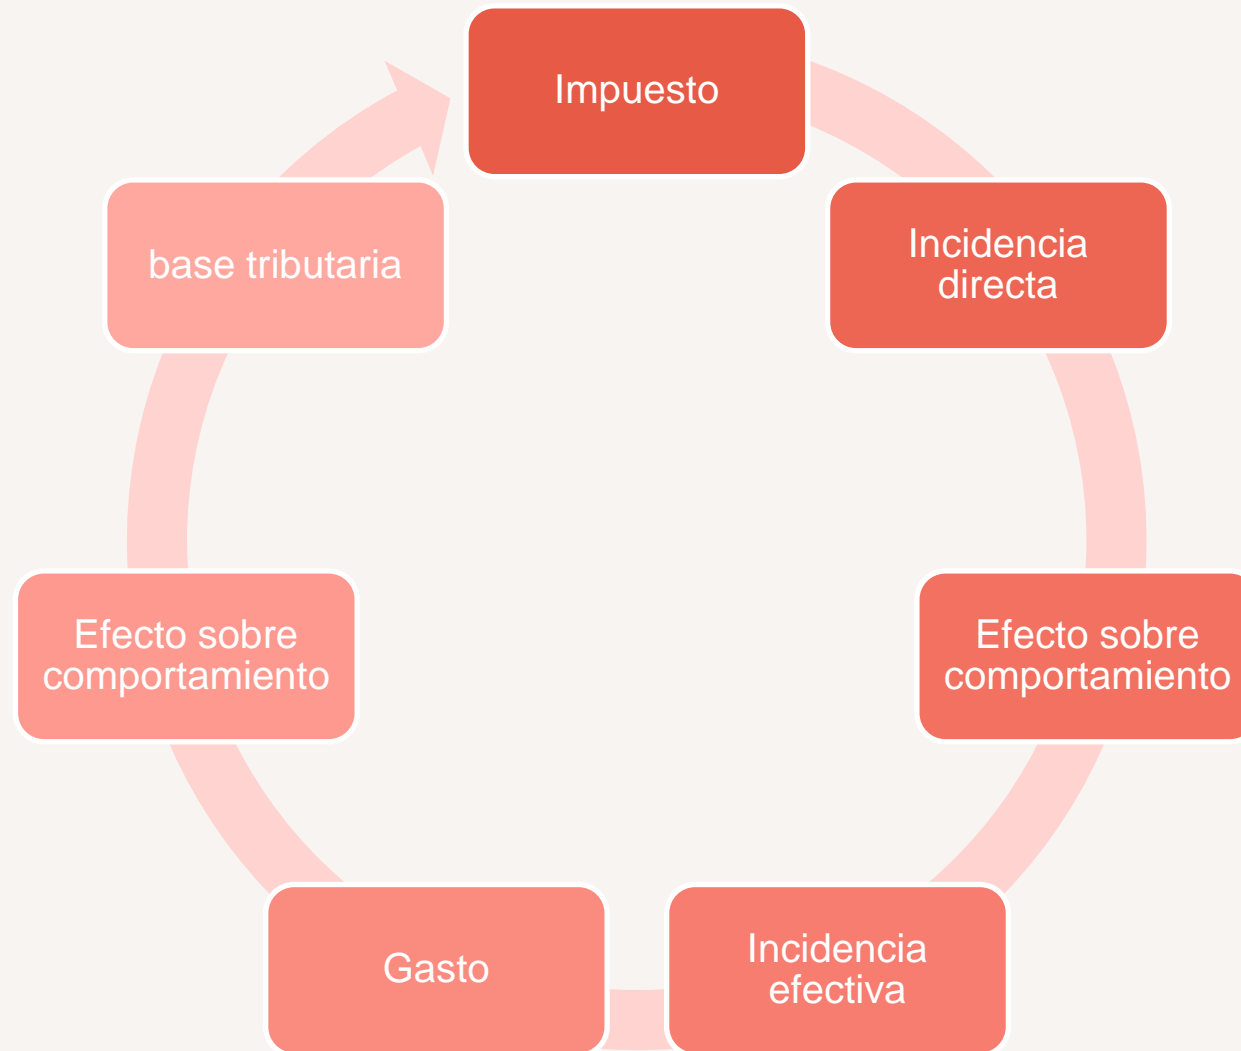 Impuesto
Incidencia
directa
Efecto sobre
comportamiento
Incidencia
efectiva
Gasto
Efecto sobre
comportamiento
base tributaria